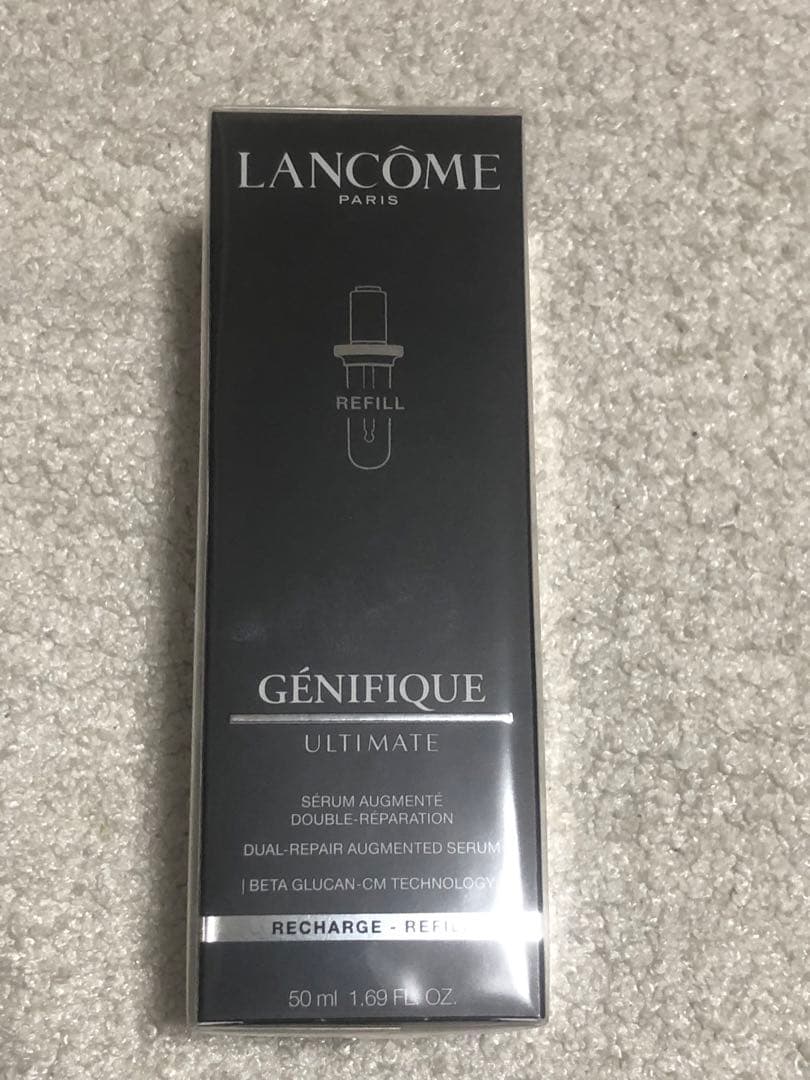 LANCÔME
PARIS
REFILL
GÉNIFIQUE
ULTIMATE
SÉRUM AUGMENTÉ
DOUBLE-RÉPARATION
DUAL-REPAIR AUGMENTED SERUM
| BETA GLUCAN-CM TECHNOLOGY
RECHARGE - REFILL
50 ml 1.69 FL. OZ.